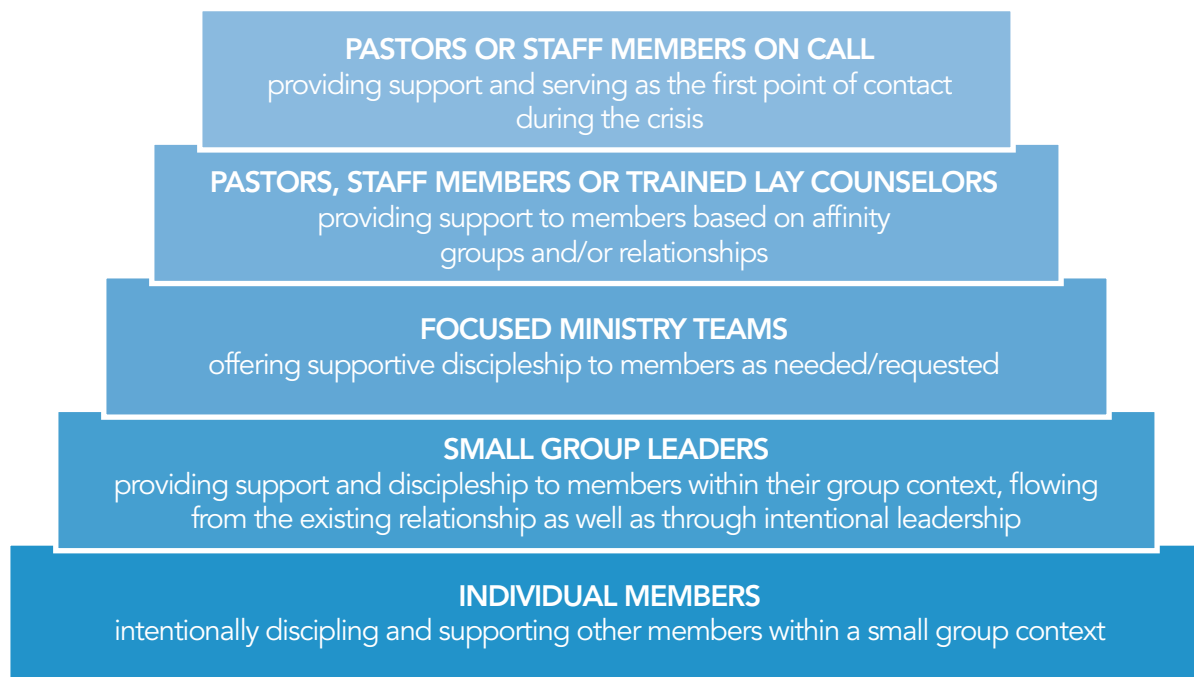 PASTORS OR STAFF MEMBERS ON CALL
providing support and serving as the first point of contact
during the crisis
PASTORS, STAFF MEMBERS OR TRAINED LAY COUNSELORS
providing support to members based on affinity
groups and/or relationships
FOCUSED MINISTRY TEAMS
offering supportive discipleship to members as needed/requested
SMALL GROUP LEADERS
providing support and discipleship to members within their group context, flowing
from the existing relationship as well as through intentional leadership
INDIVIDUAL MEMBERS
intentionally discipling and supporting other members within a small group context